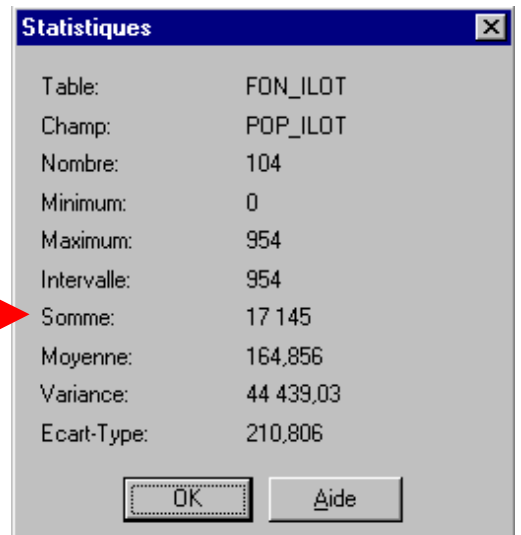 Statistiques
Table: FON_ILOT
Champ: POP_ILOT
Nombre: 104
Minimum: 0
Maximum: 954
Intervalle: 954
Somme: 17 145
Moyenne: 164,856
Variance: 44 439,03
Ecart-Type: 210,806
OK Aide